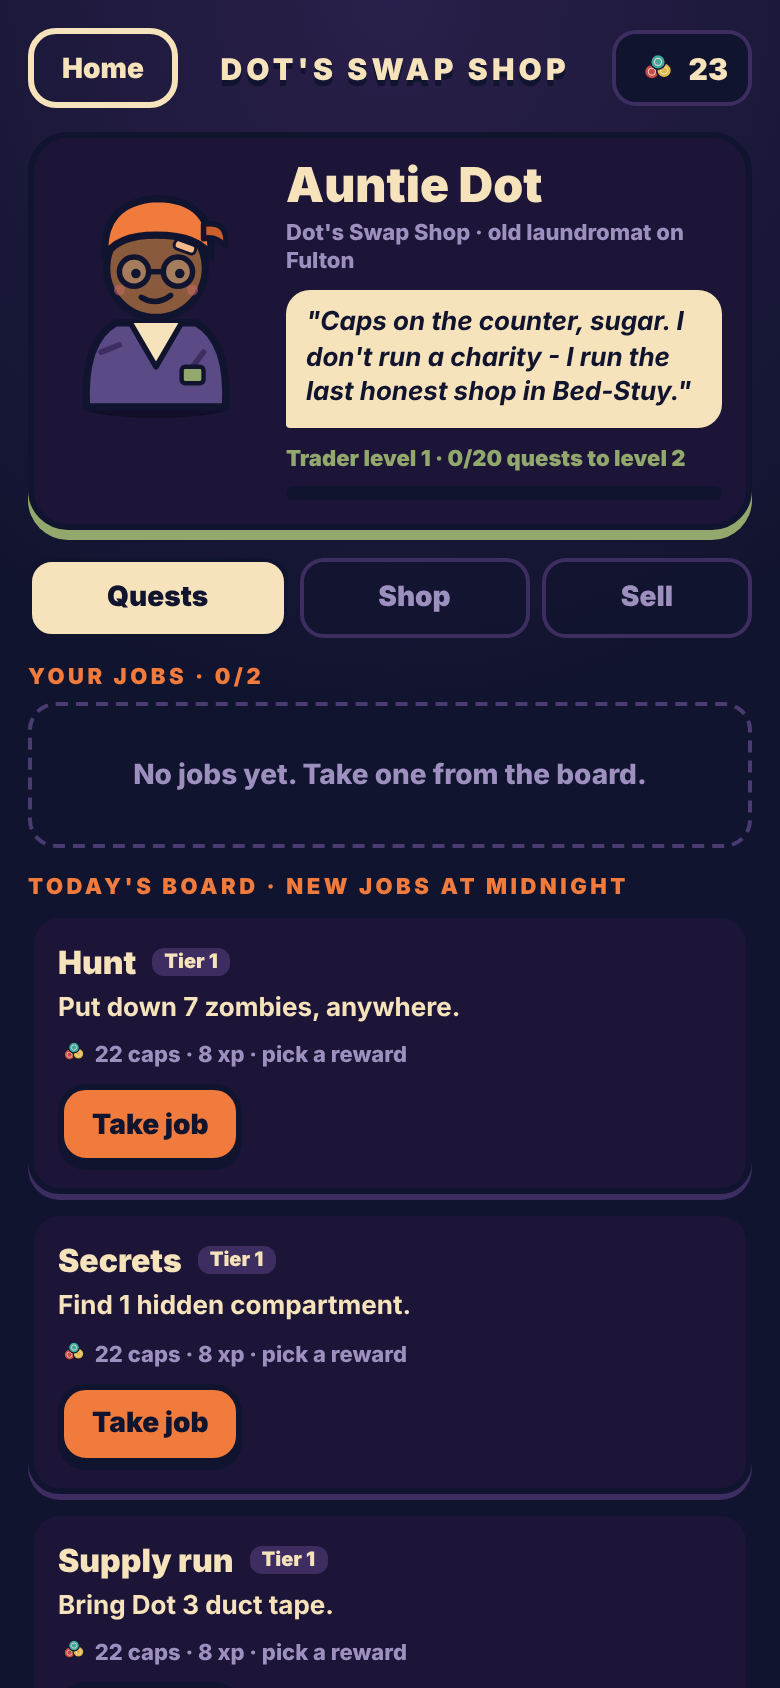 Home
DOT'S SWAP SHOP
23
Auntie Dot
Dot's Swap Shop · old laundromat on
Fulton
"Caps on the counter, sugar. I
don't run a charity - I run the
last honest shop in Bed-Stuy."
Trader level 1 · 0/20 quests to level 2
Quests
Shop
Sell
YOUR JOBS · 0/2
No jobs yet. Take one from the board.
TODAY'S BOARD · NEW JOBS AT MIDNIGHT
Hunt Tier 1
Put down 7 zombies, anywhere.
22 caps · 8 xp · pick a reward
Take job
Secrets Tier 1
Find 1 hidden compartment.
22 caps · 8 xp · pick a reward
Take job
Supply run Tier 1
Bring Dot 3 duct tape.
22 caps · 8 xp · pick a reward